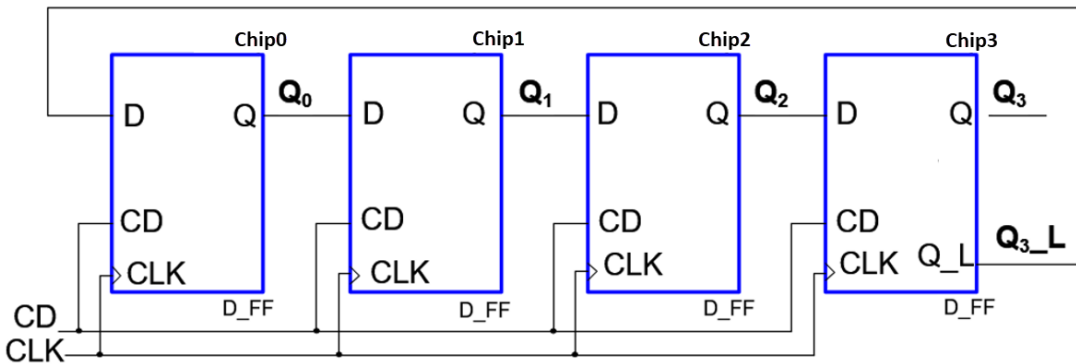 Chip0 Chip1 Chip2 Chip3
D Q Q₀ D Q Q₁ D Q Q₂ D Q Q₃
CD CD CD CD
CLK CLK CLK CLK Q_L Q₃_L
D_FF D_FF D_FF D_FF
CD
CLK